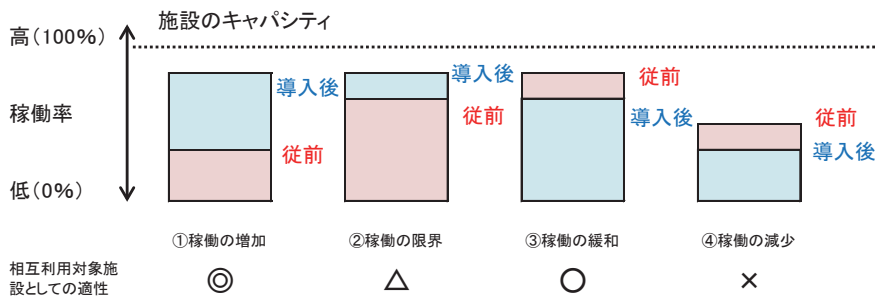 施設のキャパシティ
高(100%)
導入後
導入後
従前
従前
稼働率
従前
導入後
従前
導入後
低(0%)
①稼働の増加
②稼働の限界
③稼働の緩和
④稼働の減少
相互利用対象施
設としての適性
◎
△
○
×